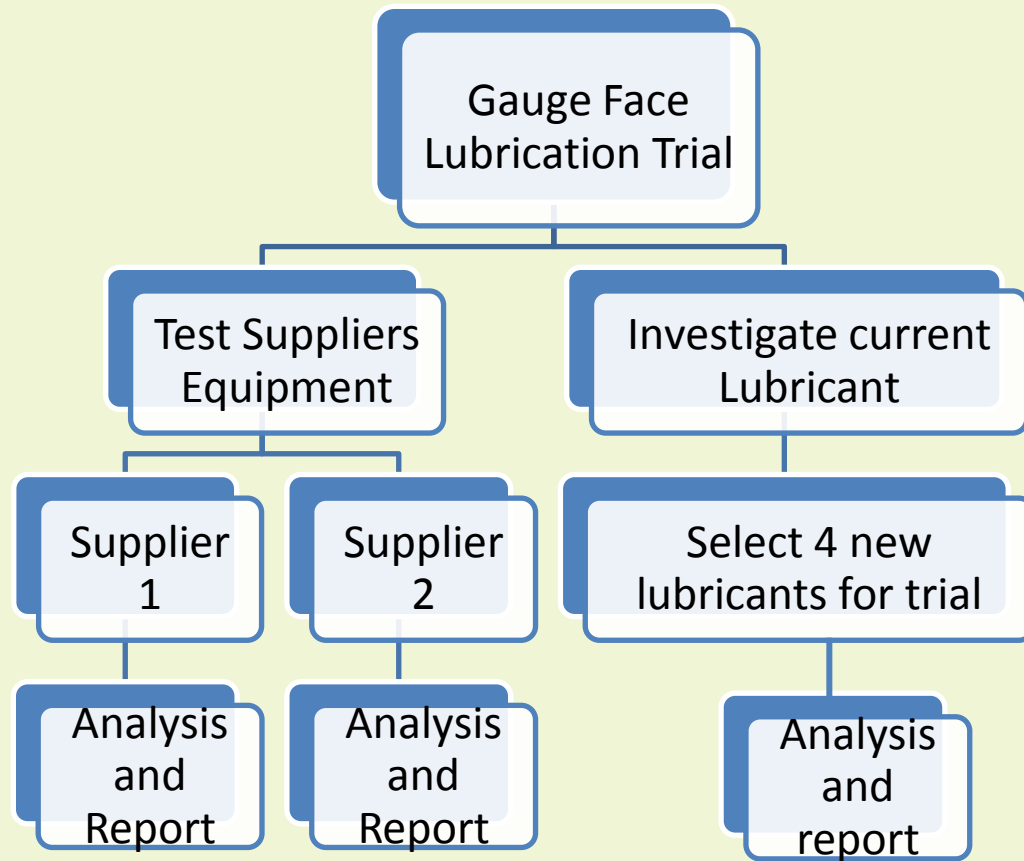 Gauge Face
Lubrication Trial
Test Suppliers
Equipment
Investigate current
Lubricant
Supplier
1
Supplier
2
Select 4 new
lubricants for trial
Analysis
and
Report
Analysis
and
Report
Analysis
and
report